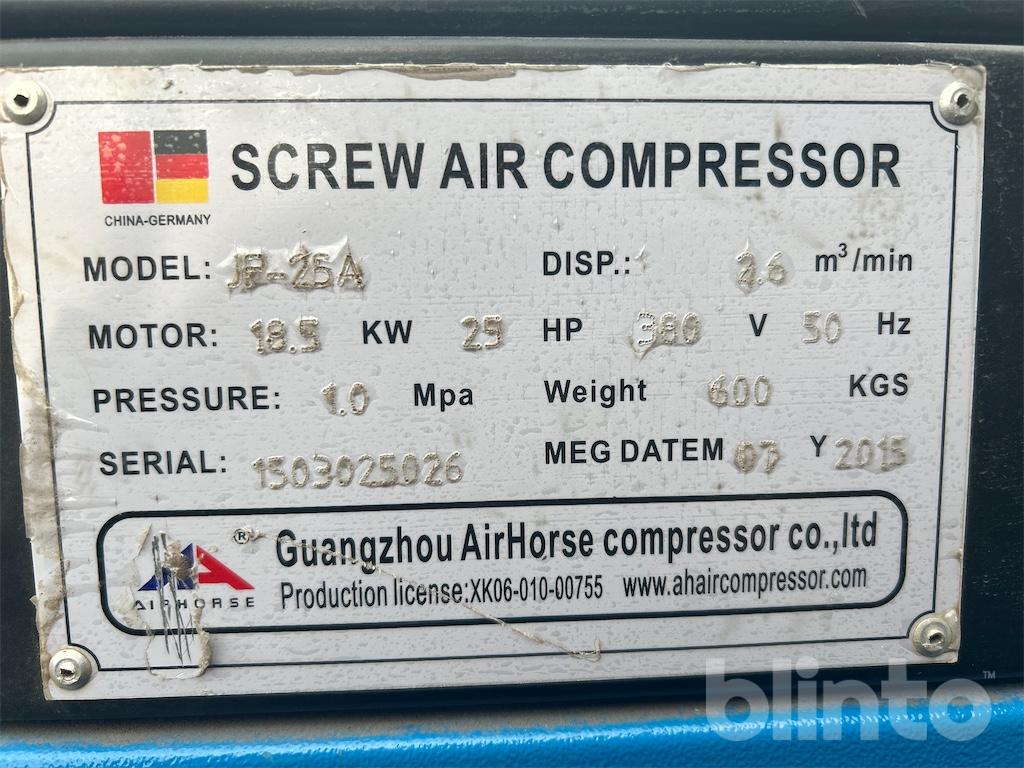 SCREW AIR COMPRESSOR
CHINA-GERMANY
MODEL: JF-25A DISP.: 2.6 m³/min
MOTOR: 18.5 KW 25 HP 380 V 50 Hz
PRESSURE: 1.0 Mpa Weight 600 KGS
SERIAL: 1503025026 MEG DATEM 07 Y 2015
® Guangzhou AirHorse compressor co.,ltd
AIRHORSE Production license:XK06-010-00755 www.ahaircompressor.com
blinto™